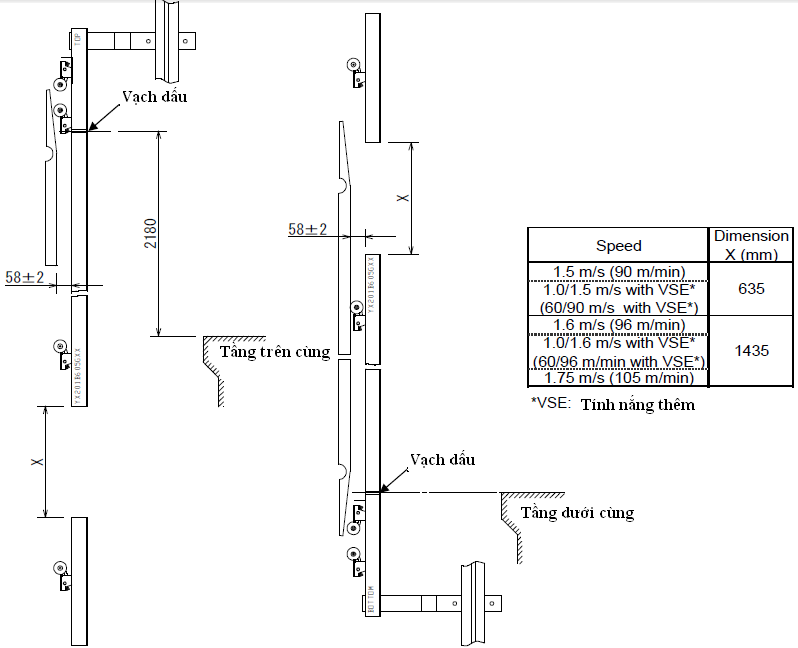 TOP
Vạch dấu
2180
58±2
Tầng trên cùng
YX201B605GXX
X
58±2
X
YX201B605GXX
Vạch dấu
Tầng dưới cùng
BOTTOM
Speed
Dimension
X (mm)
1.5 m/s (90 m/min)
1.0/1.5 m/s with VSE*
(60/90 m/s with VSE*)
635
1.6 m/s (96 m/min)
1.0/1.6 m/s with VSE*
(60/96 m/min with VSE*)
1.75 m/s (105 m/min)
1435
*VSE: Tính nắng thêm